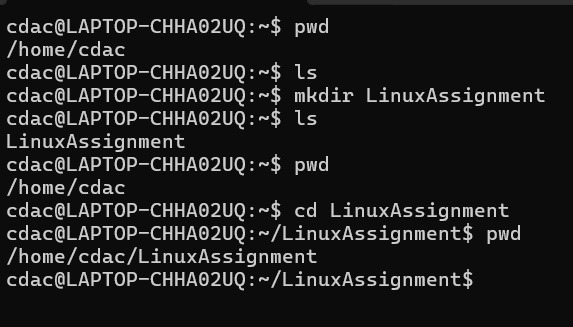 cdac@LAPTOP-CHHA02UQ:~$ pwd
/home/cdac
cdac@LAPTOP-CHHA02UQ:~$ ls
cdac@LAPTOP-CHHA02UQ:~$ mkdir LinuxAssignment
cdac@LAPTOP-CHHA02UQ:~$ ls
LinuxAssignment
cdac@LAPTOP-CHHA02UQ:~$ pwd
/home/cdac
cdac@LAPTOP-CHHA02UQ:~$ cd LinuxAssignment
cdac@LAPTOP-CHHA02UQ:~/LinuxAssignment$ pwd
/home/cdac/LinuxAssignment
cdac@LAPTOP-CHHA02UQ:~/LinuxAssignment$